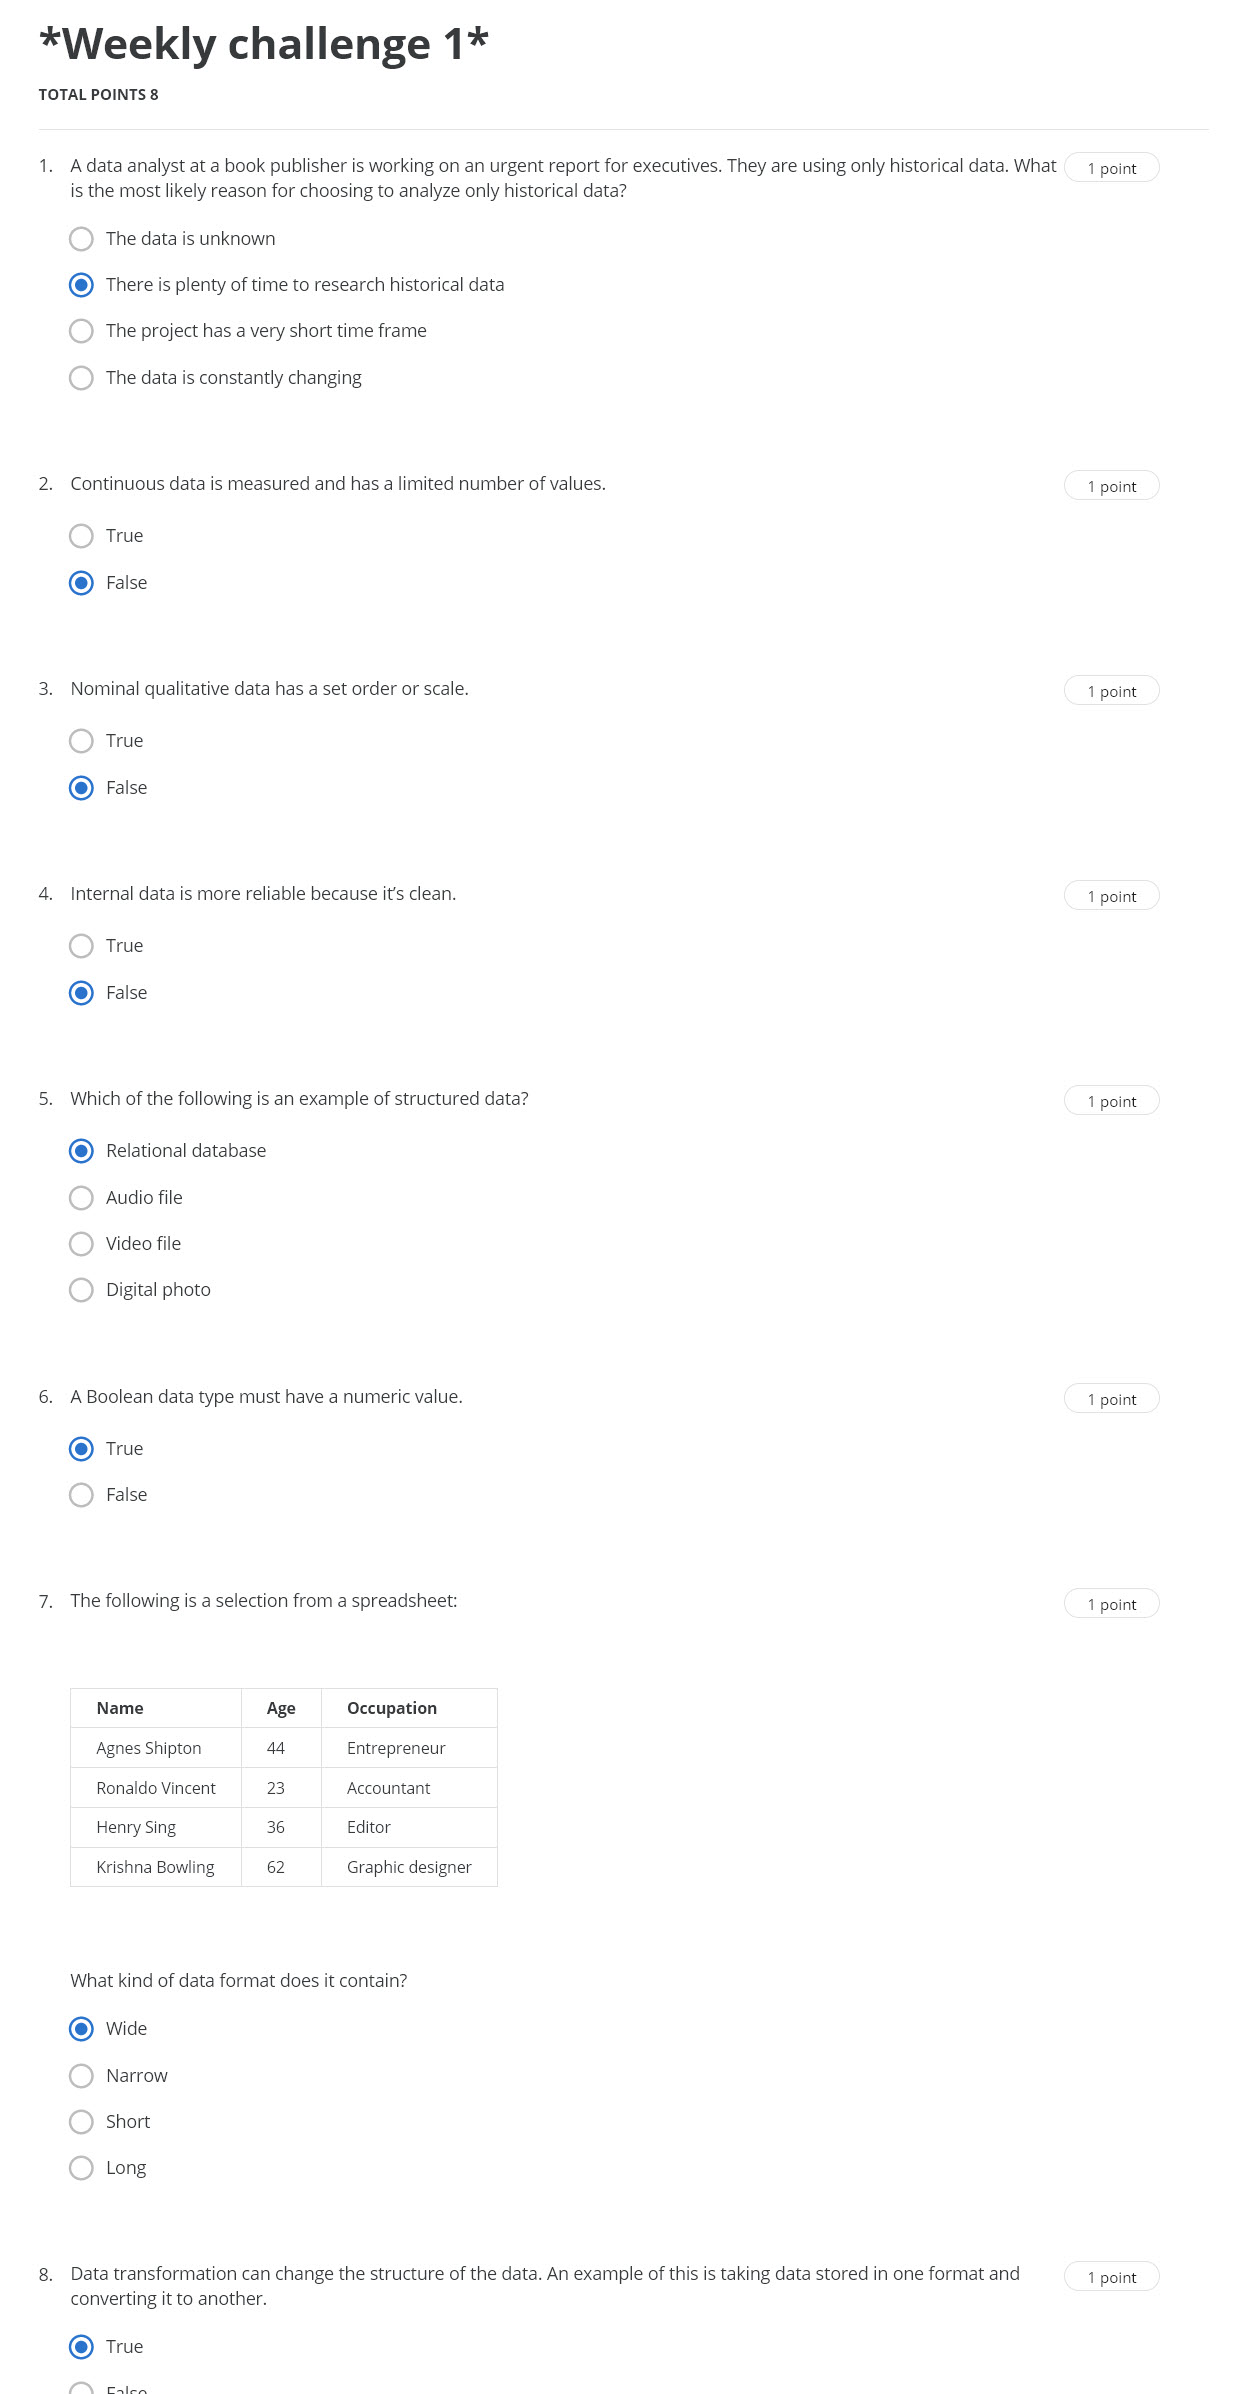 *Weekly challenge 1*
TOTAL POINTS 8
1. A data analyst at a book publisher is working on an urgent report for executives. They are using only historical data. What 1 point
is the most likely reason for choosing to analyze only historical data?
The data is unknown
There is plenty of time to research historical data
The project has a very short time frame
The data is constantly changing
2. Continuous data is measured and has a limited number of values. 1 point
True
False
3. Nominal qualitative data has a set order or scale. 1 point
True
False
4. Internal data is more reliable because it’s clean. 1 point
True
False
5. Which of the following is an example of structured data? 1 point
Relational database
Audio file
Video file
Digital photo
6. A Boolean data type must have a numeric value. 1 point
True
False
7. The following is a selection from a spreadsheet: 1 point
Name Age Occupation
Agnes Shipton 44 Entrepreneur
Ronaldo Vincent 23 Accountant
Henry Sing 36 Editor
Krishna Bowling 62 Graphic designer
What kind of data format does it contain?
Wide
Narrow
Short
Long
8. Data transformation can change the structure of the data. An example of this is taking data stored in one format and 1 point
converting it to another.
True
False